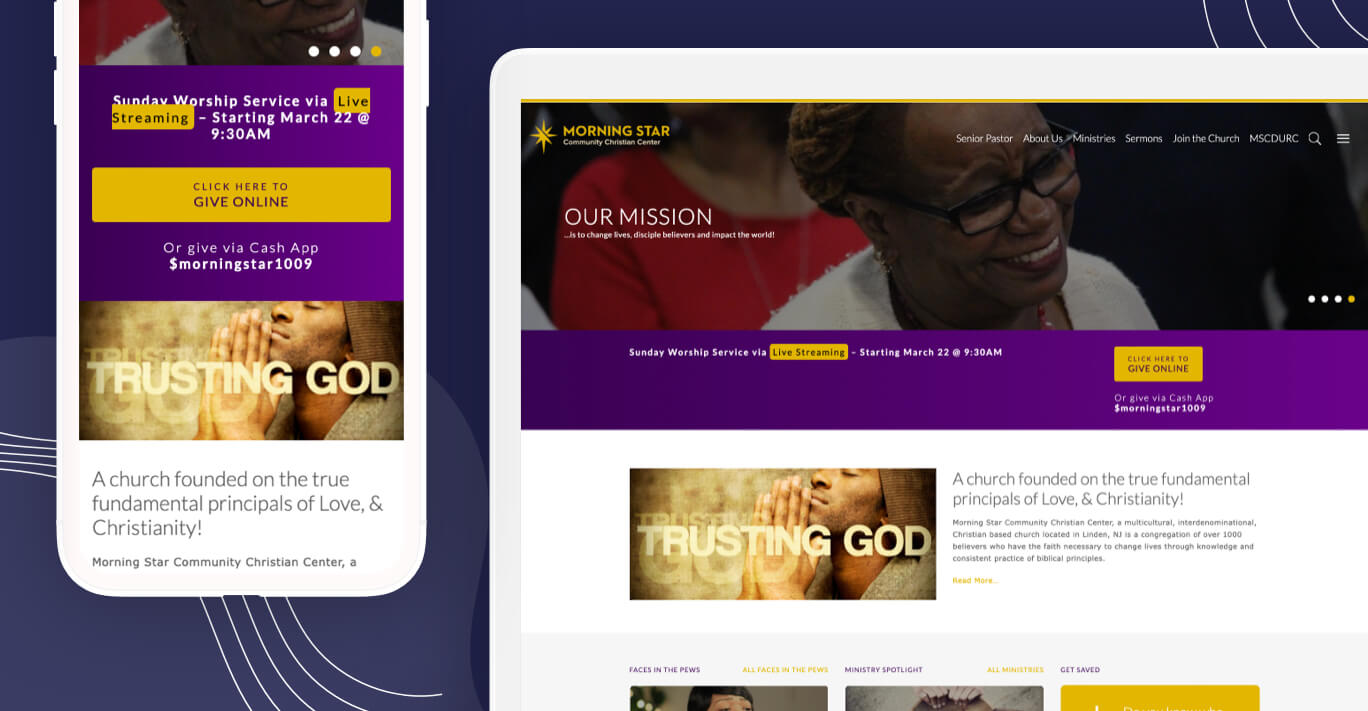 Sunday Worship Service via Live
Streaming – Starting March 22 @
9:30AM
CLICK HERE TO
GIVE ONLINE
Or give via Cash App
$morningstar1009
TRUSTING
TRUSTING GOD
GOD
A church founded on the true
fundamental principals of Love, &
Christianity!
Morning Star Community Christian Center, a
MORNING STAR
Community Christian Center
Senior Pastor About Us Ministries Sermons Join the Church MSCDURC
OUR MISSION
...is to change lives, disciple believers and impact the world!
Sunday Worship Service via Live Streaming – Starting March 22 @ 9:30AM
CLICK HERE TO
GIVE ONLINE
Or give via Cash App
$morningstar1009
TRUSTING
TRUSTING GOD
GOD
A church founded on the true fundamental
principals of Love, & Christianity!
Morning Star Community Christian Center, a multicultural, interdenominational,
Christian based church located in Linden, NJ is a congregation of over 1000
believers who have the faith necessary to change lives through knowledge and
consistent practice of biblical principles.
Read More...
FACES IN THE PEWS ALL FACES IN THE PEWS MINISTRY SPOTLIGHT ALL MINISTRIES GET SAVED